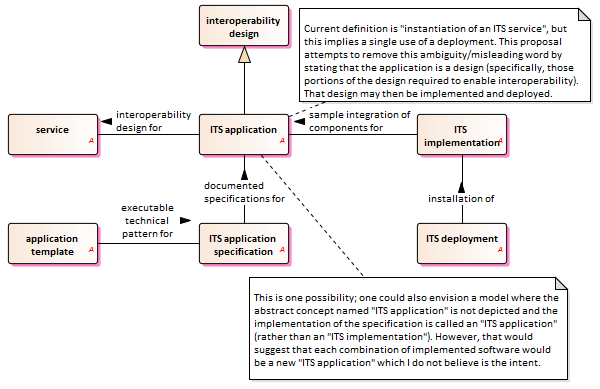 interoperability
design
Current definition is "instantiation of an ITS service", but
this implies a single use of a deployment. This proposal
attempts to remove this ambiguity/misleading word by
stating that the application is a design (specifically, those
portions of the design required to enable interoperability).
That design may then be implemented and deployed.
service
A
interoperability
design for
ITS application
A
sample integration of
components for
ITS
implementation
A
documented
specifications for
installation of
application
template
A
executable
technical
pattern for
ITS application
specification
A
ITS deployment
A
This is one possibility; one could also envision a model where the
abstract concept named "ITS application" is not depicted and the
implementation of the specification is called an "ITS application"
(rather than an "ITS implementation"). However, that would
suggest that each combination of implemented software would
be a new "ITS application" which I do not believe is the intent.